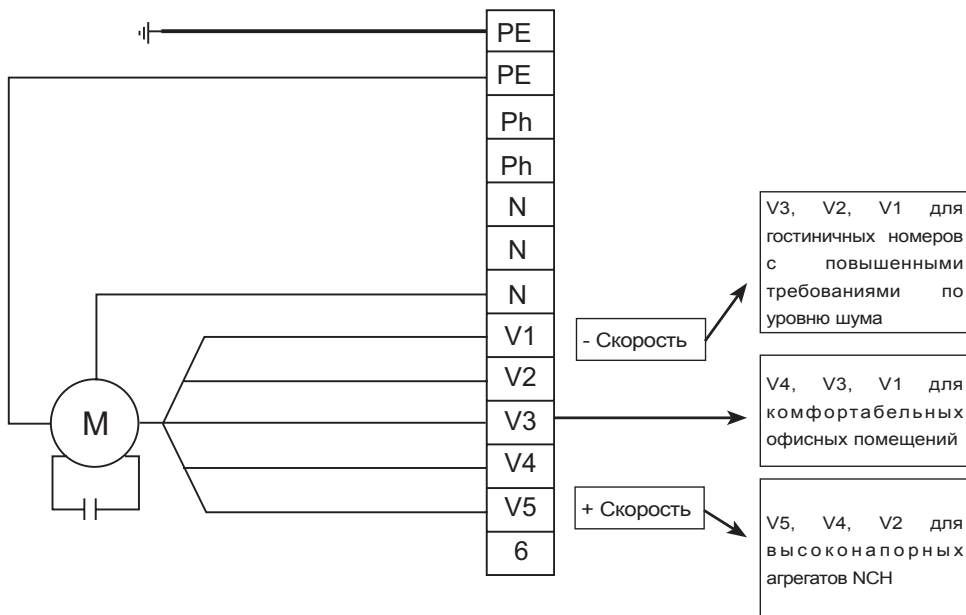 PE
PE
Ph
Ph
N
N
N
V1
V2
V3
V4
V5
6
M
- Скорость
+ Скорость
V3, V2, V1 для
гостиничных номеров
с повышенными
требованиями по
уровню шума
V4, V3, V1 для
комфортабельных
офисных помещений
V5, V4, V2 для
высоконапорных
агрегатов NCH